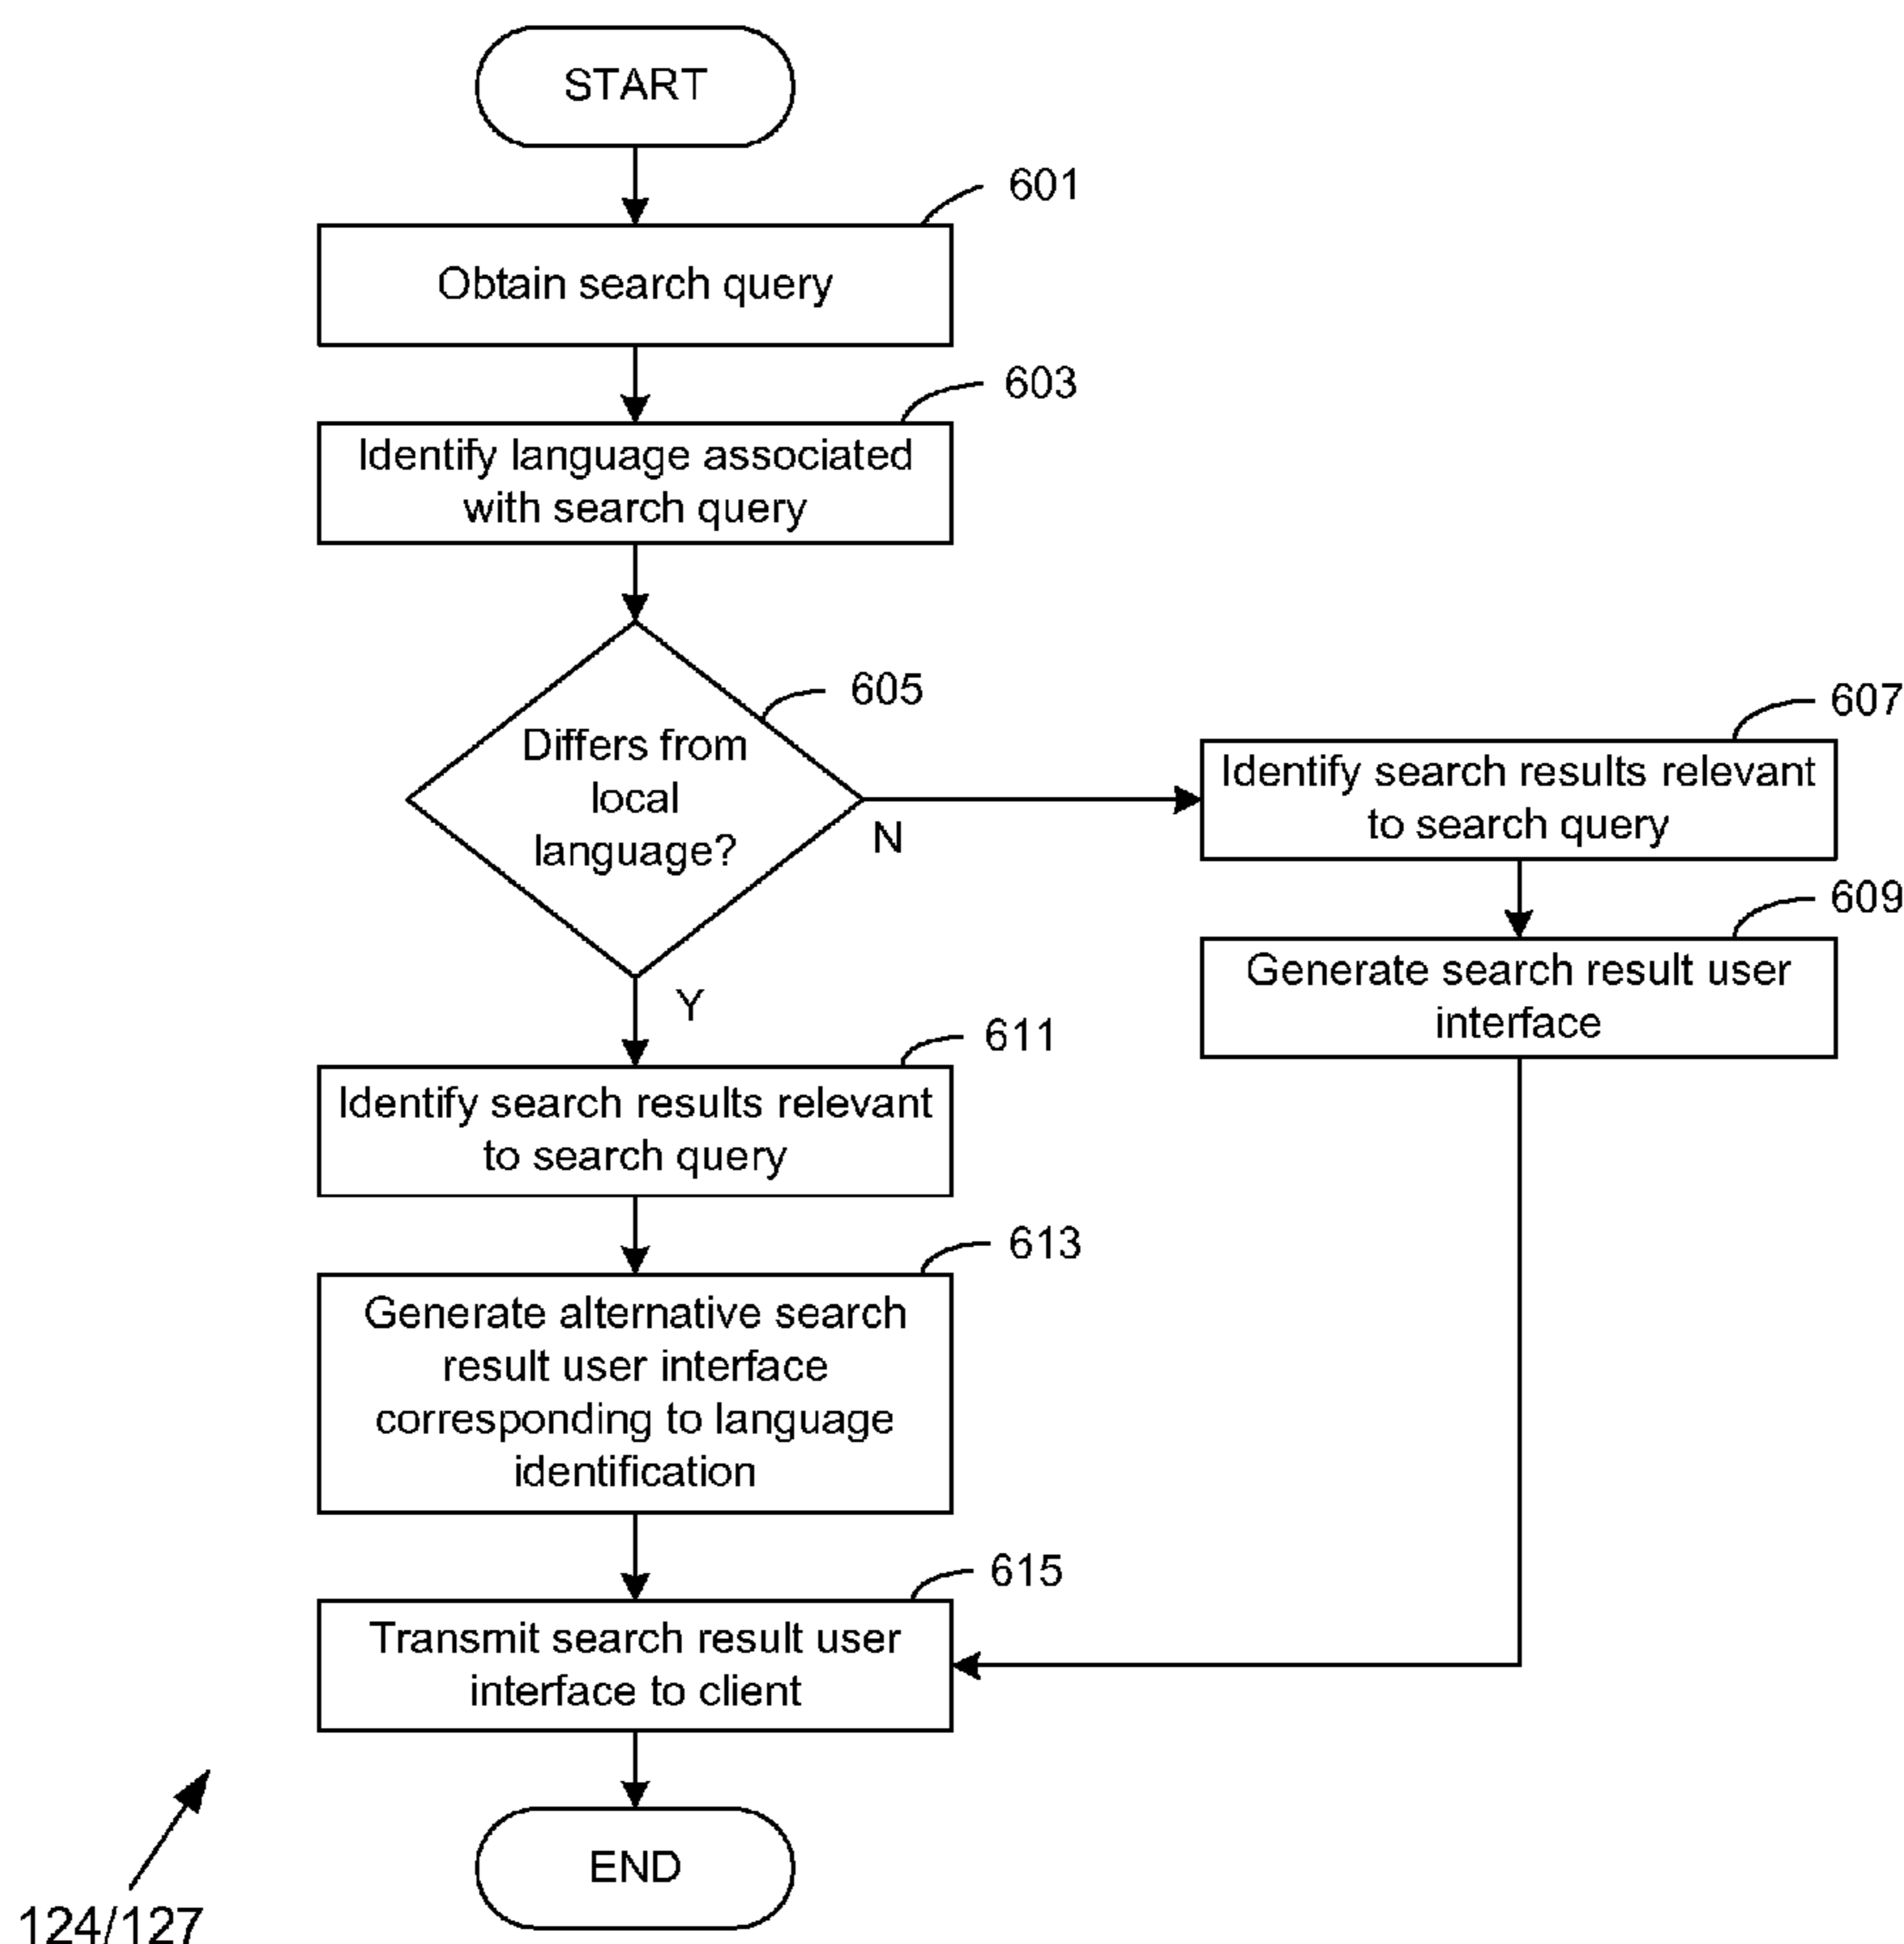 START
601
Obtain search query
603
Identify language associated
with search query
605
Differs from
local
language?
N
607
Identify search results relevant
to search query
609
Generate search result user
interface
Y
611
Identify search results relevant
to search query
613
Generate alternative search
result user interface
corresponding to language
identification
615
Transmit search result user
interface to client
END
124/127